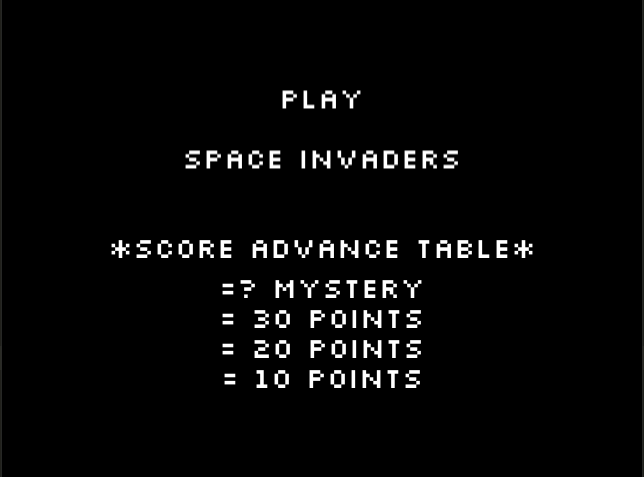 PLAY
SPACE INVADERS
*SCORE ADVANCE TABLE*
=? MYSTERY
= 30 POINTS
= 20 POINTS
= 10 POINTS